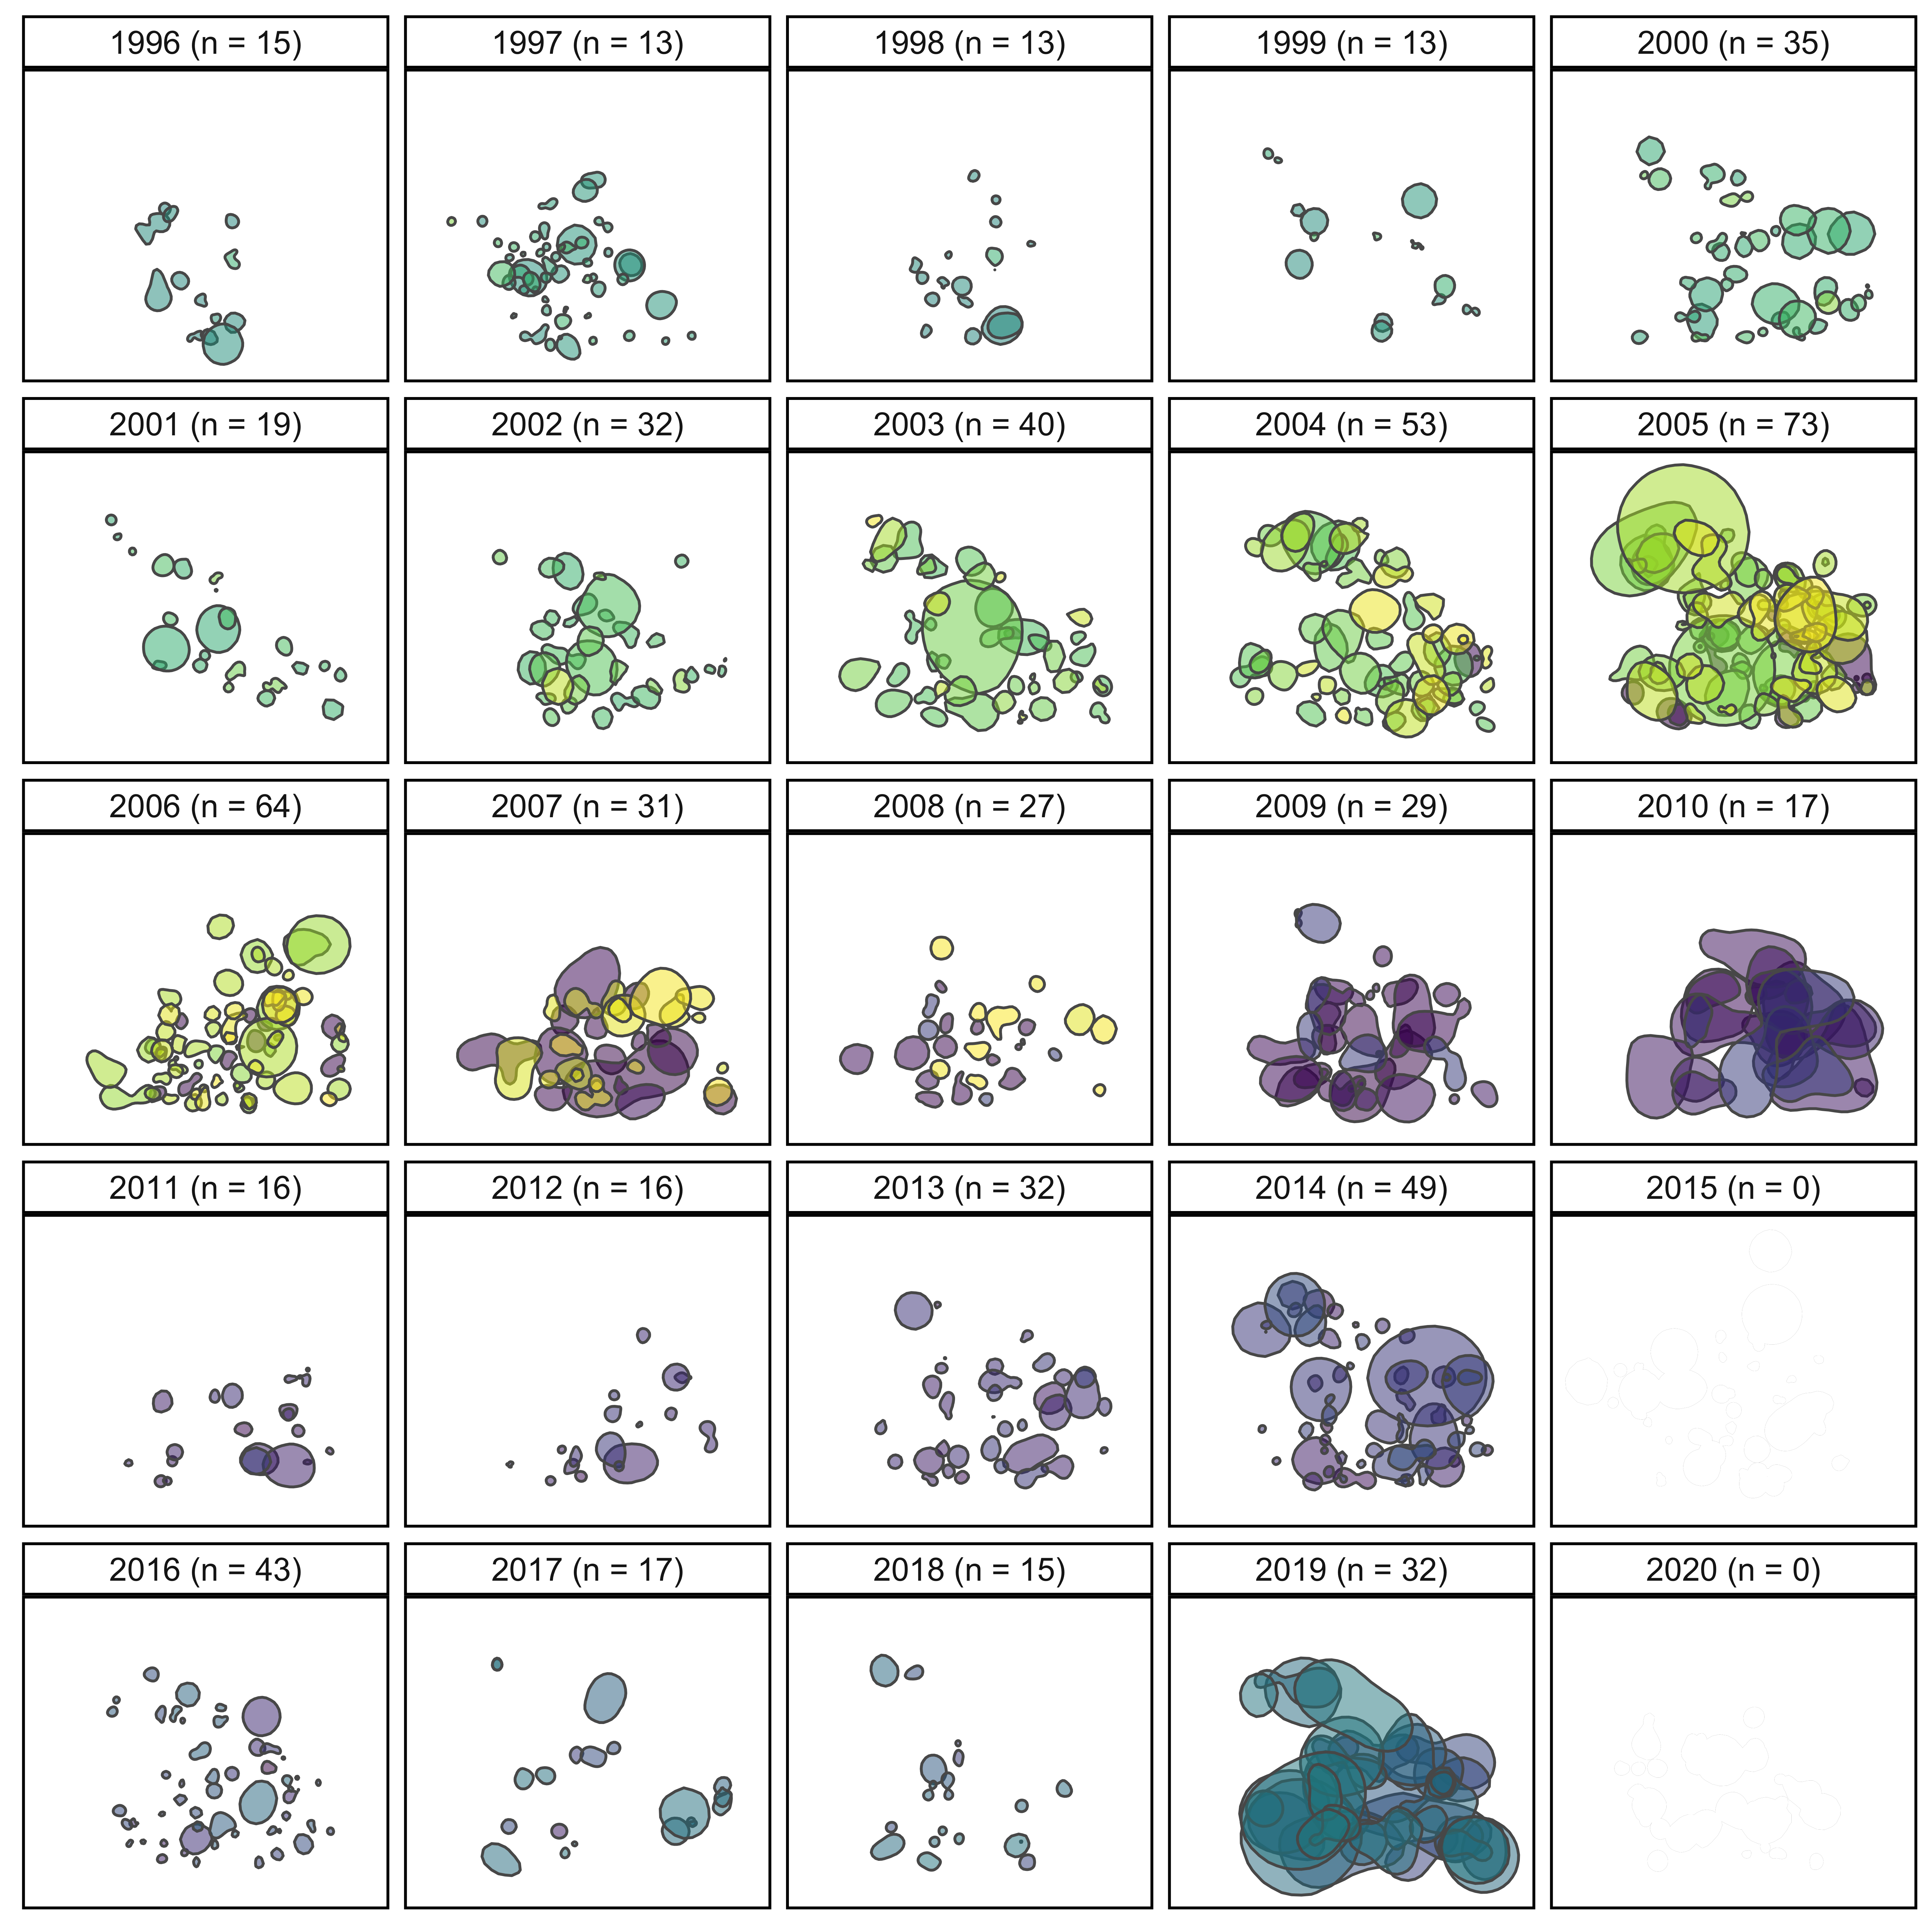 1996 (n = 15)
1997 (n = 13)
1998 (n = 13)
1999 (n = 13)
2000 (n = 35)
2001 (n = 19)
2002 (n = 32)
2003 (n = 40)
2004 (n = 53)
2005 (n = 73)
2006 (n = 64)
2007 (n = 31)
2008 (n = 27)
2009 (n = 29)
2010 (n = 17)
2011 (n = 16)
2012 (n = 16)
2013 (n = 32)
2014 (n = 49)
2015 (n = 0)
2016 (n = 43)
2017 (n = 17)
2018 (n = 15)
2019 (n = 32)
2020 (n = 0)